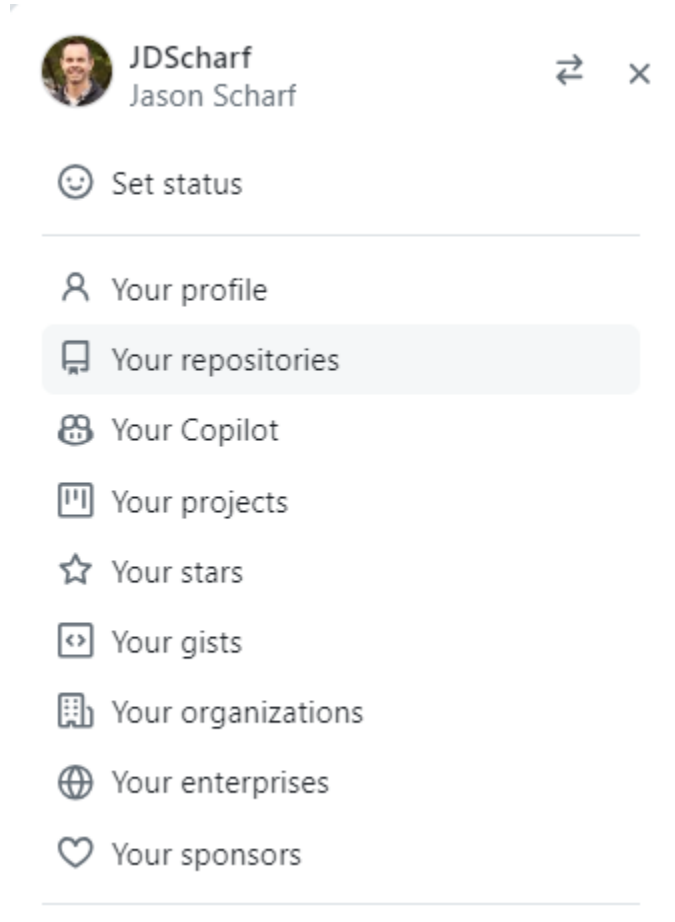 JDScharf
Jason Scharf
Set status
Your profile
Your repositories
Your Copilot
Your projects
Your stars
Your gists
Your organizations
Your enterprises
Your sponsors